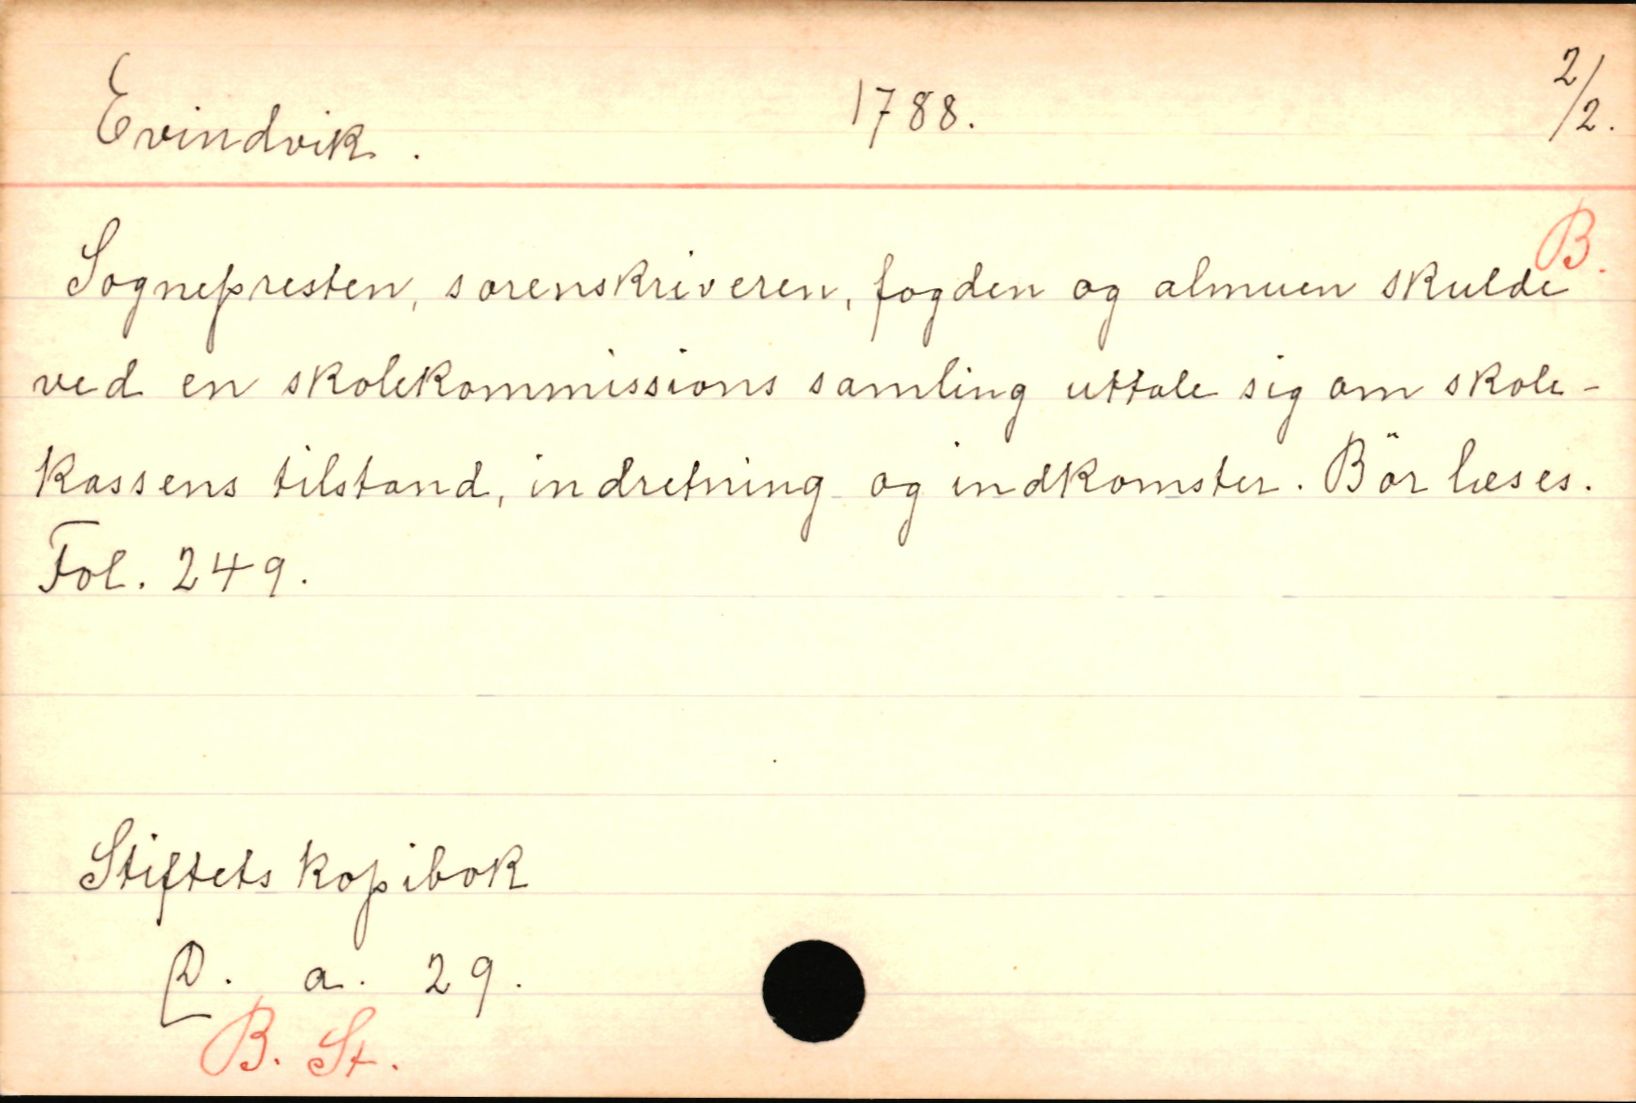 Evindvik. 1788. 2/2.
B.
Sognepresten, sorenskriveren, fogden og almuen skulde
ved en skolekommissions samling uttale sig om skole-
kassens tilstand, indretning og indkomster. Bör læses.
Fol. 249.
Stiftets kopibok
a. 29.
B. St.